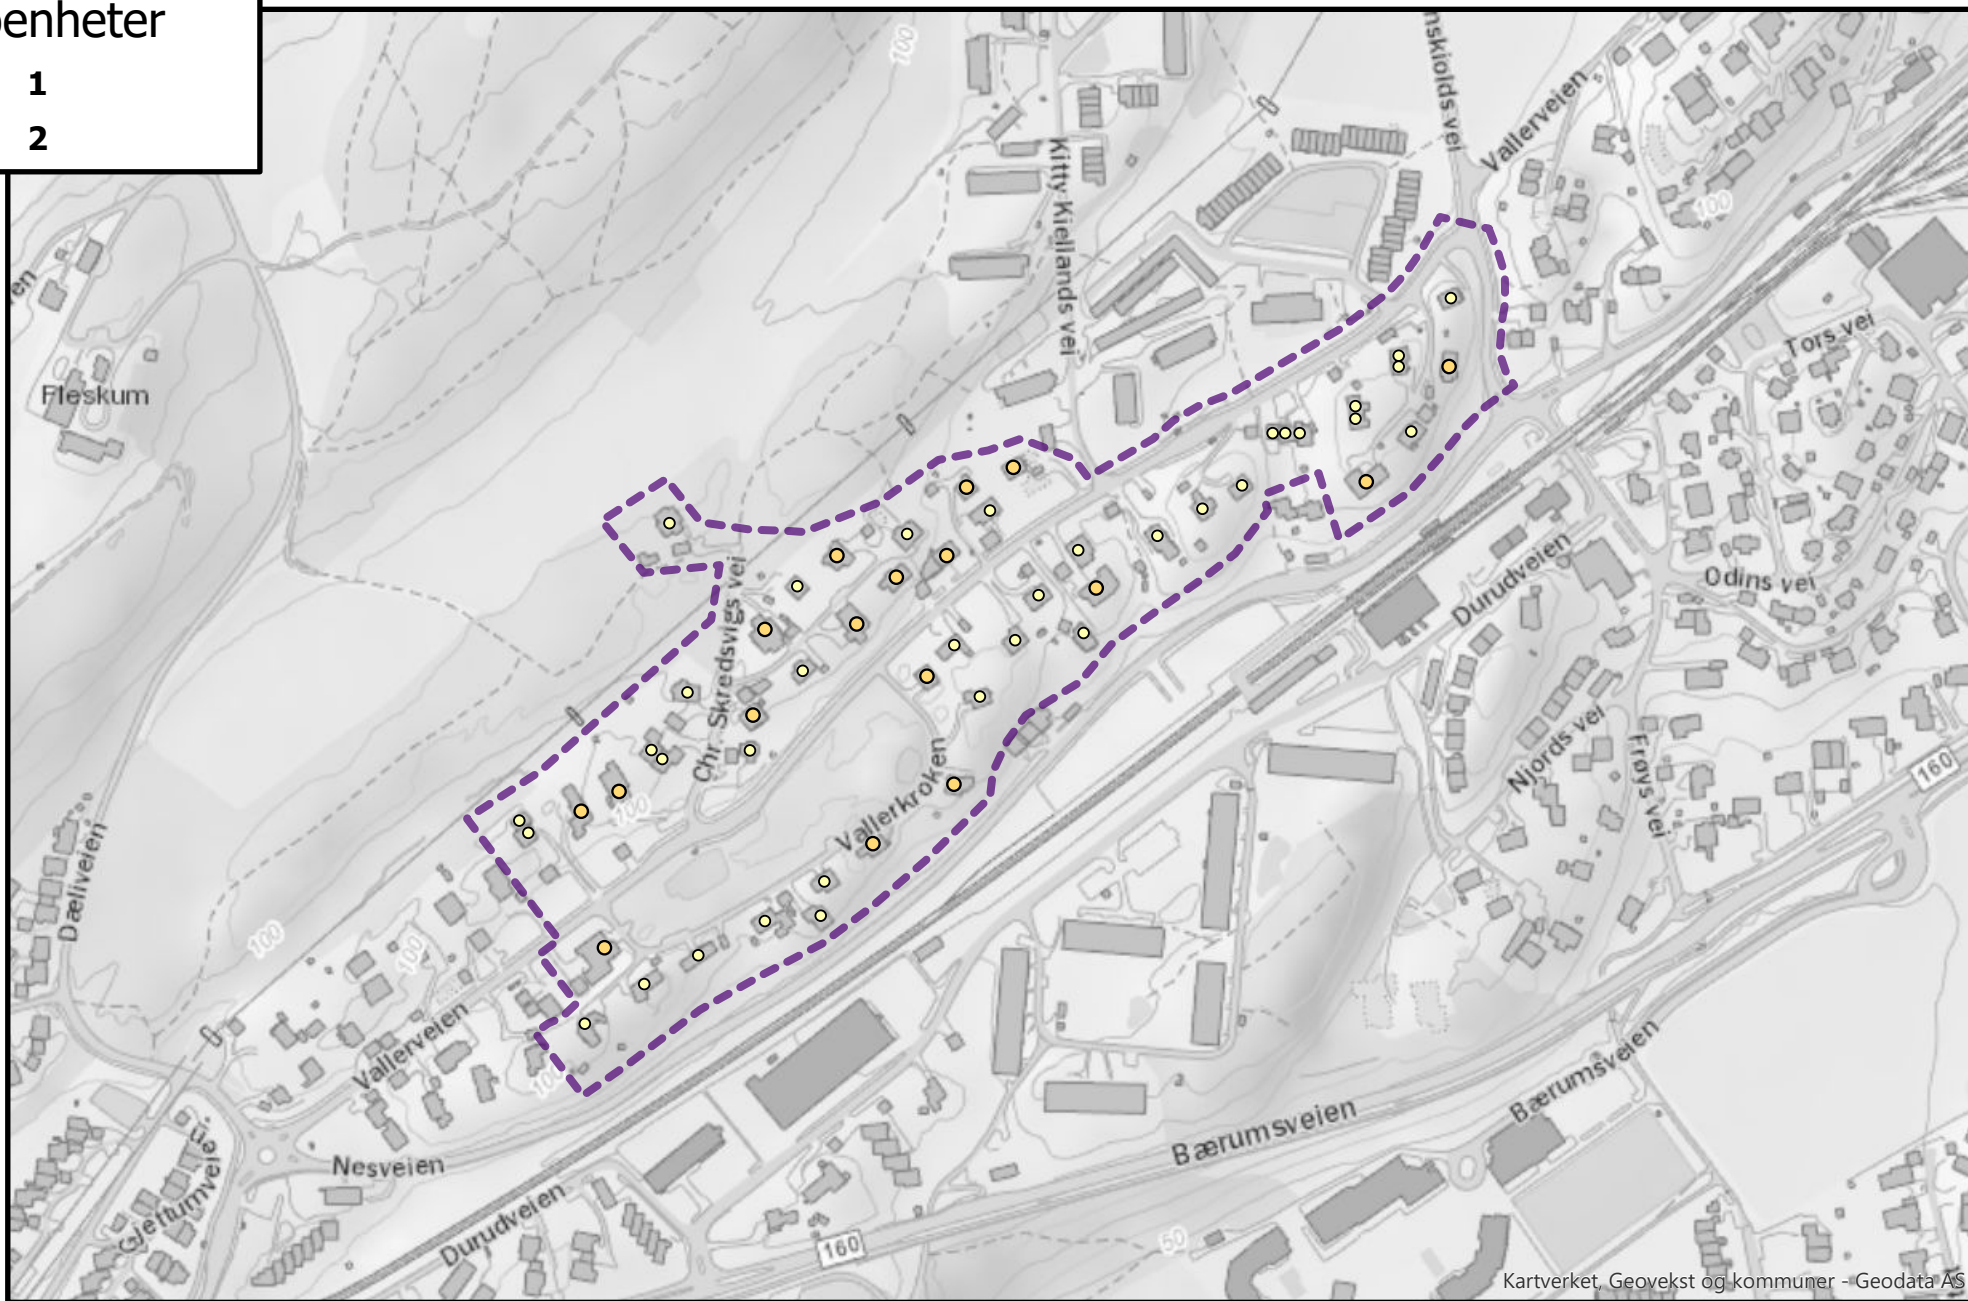 enheter
1
2
100
Kitty Kiellands vei
nskiolds vei
Vallerveien
100
Fleskum
Tors vei
Durudveien
Odins vei
Chr. Skredsvigs vei
100
Vallerkroken
Njords vei
Frøys vei
160
Dæliveien
100
100
Vallerveien
100
Nesveien
Gjettumveien
Durudveien
160
Bærumsveien
Bærumsveien
50
Kartverket, Geovekst og kommuner - Geodata AS